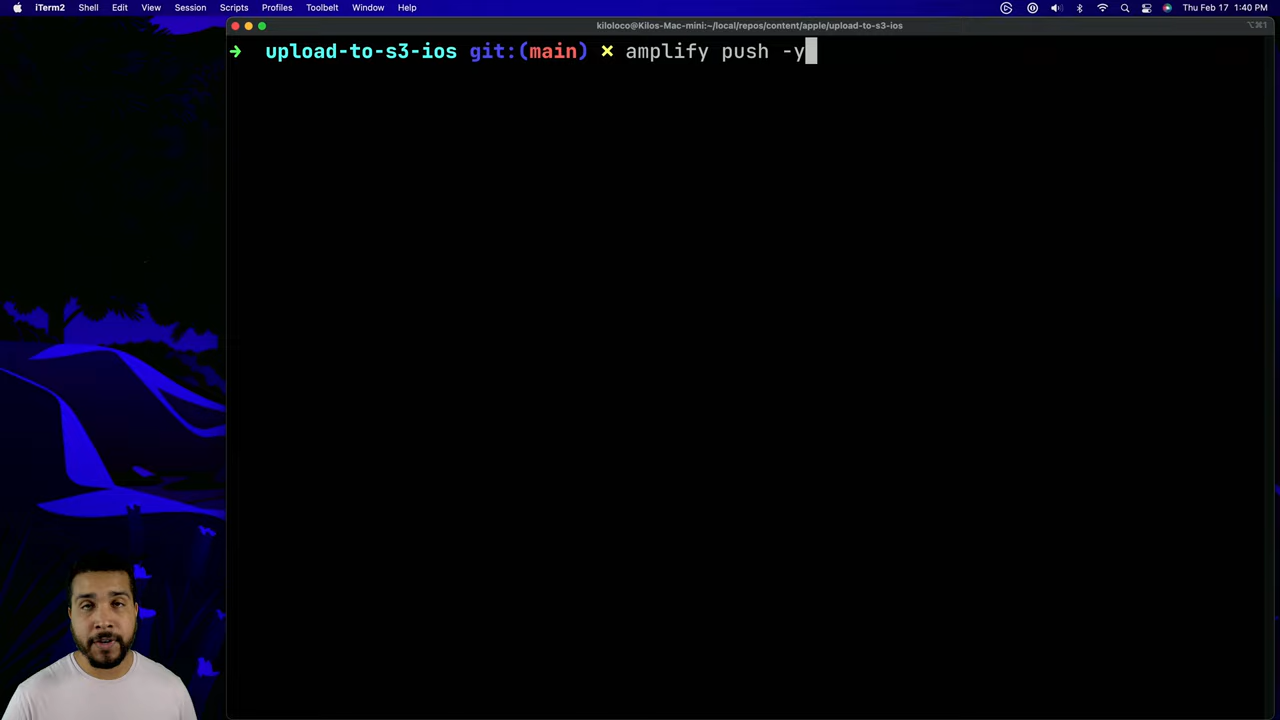 iTerm2 Shell Edit View Session Scripts Profiles Toolbelt Window Help Thu Feb 17 1:40 PM
kiloloco@Kilos-Mac-mini:~/local/repos/content/apple/upload-to-s3-ios ⌥⌘1
➜ upload-to-s3-ios git:(main) ✗ amplify push -y